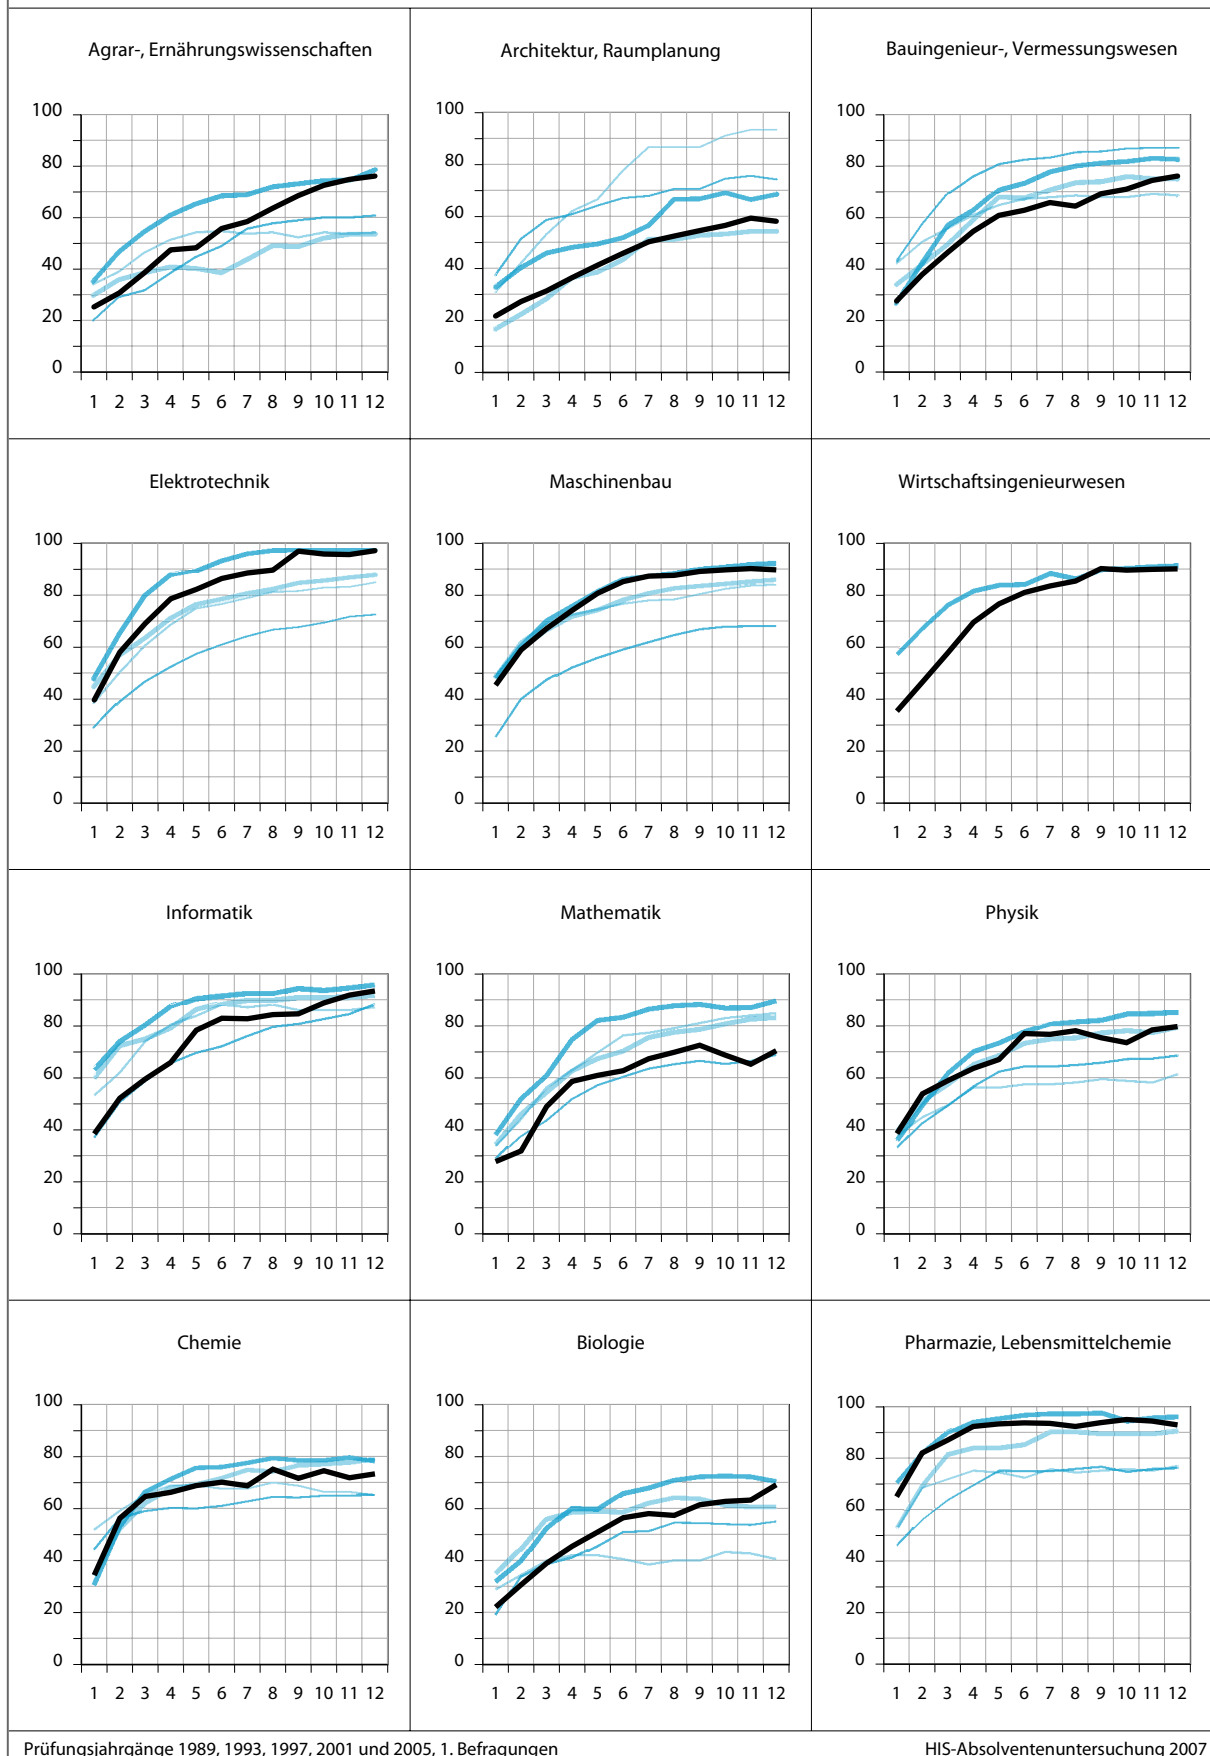 Agrar-, Ernährungswissenschaften
100
80
60
40
20
0
1 2 3 4 5 6 7 8 9 10 11 12
Architektur, Raumplanung
100
80
60
40
20
0
1 2 3 4 5 6 7 8 9 10 11 12
Bauingenieur-, Vermessungswesen
100
80
60
40
20
0
1 2 3 4 5 6 7 8 9 10 11 12
Elektrotechnik
100
80
60
40
20
0
1 2 3 4 5 6 7 8 9 10 11 12
Maschinenbau
100
80
60
40
20
0
1 2 3 4 5 6 7 8 9 10 11 12
Wirtschaftsingenieurwesen
100
80
60
40
20
0
1 2 3 4 5 6 7 8 9 10 11 12
Informatik
100
80
60
40
20
0
1 2 3 4 5 6 7 8 9 10 11 12
Mathematik
100
80
60
40
20
0
1 2 3 4 5 6 7 8 9 10 11 12
Physik
100
80
60
40
20
0
1 2 3 4 5 6 7 8 9 10 11 12
Chemie
100
80
60
40
20
0
1 2 3 4 5 6 7 8 9 10 11 12
Biologie
100
80
60
40
20
0
1 2 3 4 5 6 7 8 9 10 11 12
Pharmazie, Lebensmittelchemie
100
80
60
40
20
0
1 2 3 4 5 6 7 8 9 10 11 12
Prüfungsjahrgänge 1989, 1993, 1997, 2001 und 2005, 1. Befragungen
HIS-Absolventenuntersuchung 2007